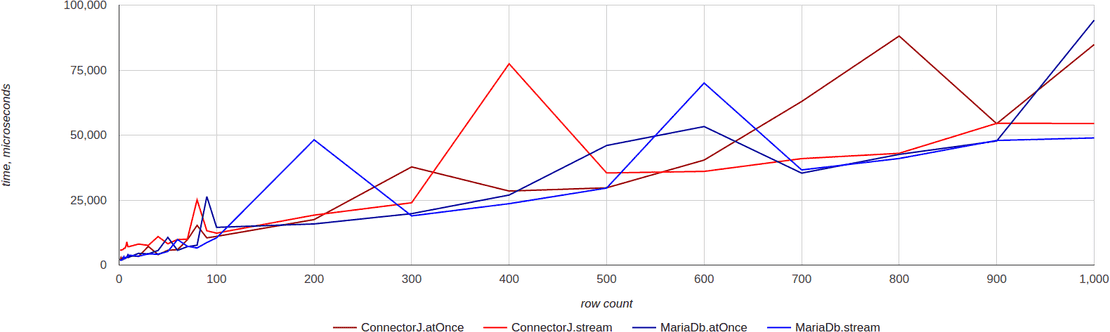 time, microseconds
100,000
75,000
50,000
25,000
0
0 100 200 300 400 500 600 700 800 900 1,000
row count
ConnectorJ.atOnce ConnectorJ.stream MariaDb.atOnce MariaDb.stream